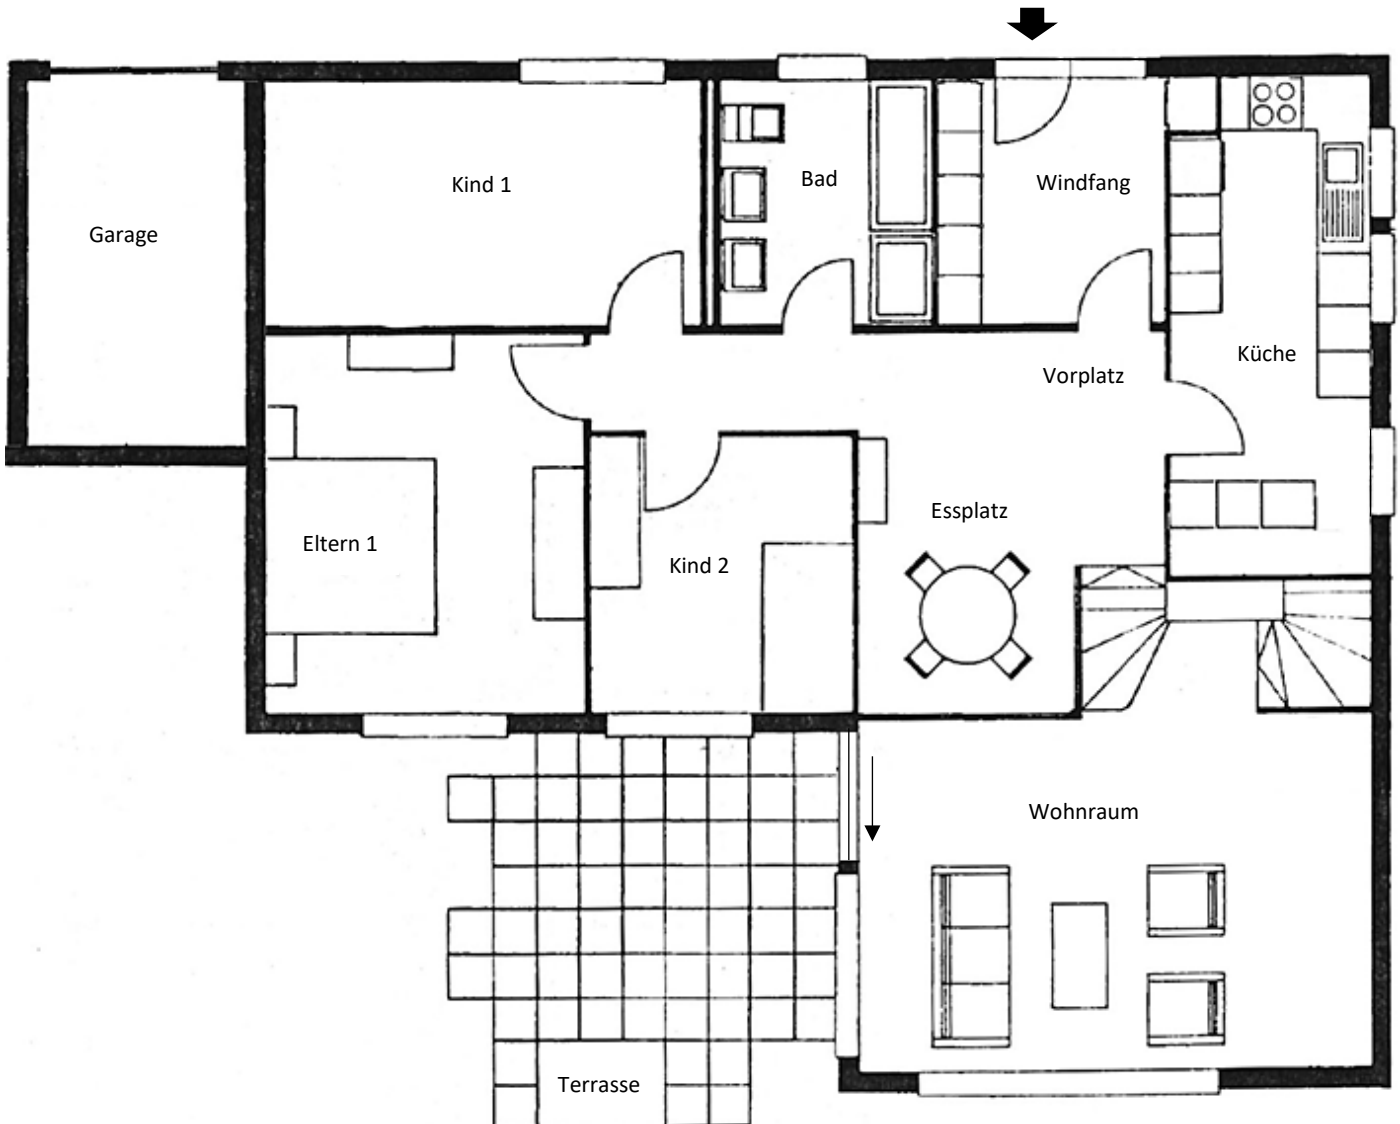 Kind 1
Bad
Windfang
Garage
Küche
Vorplatz
Essplatz
Eltern 1
Kind 2
Wohnraum
Terrasse